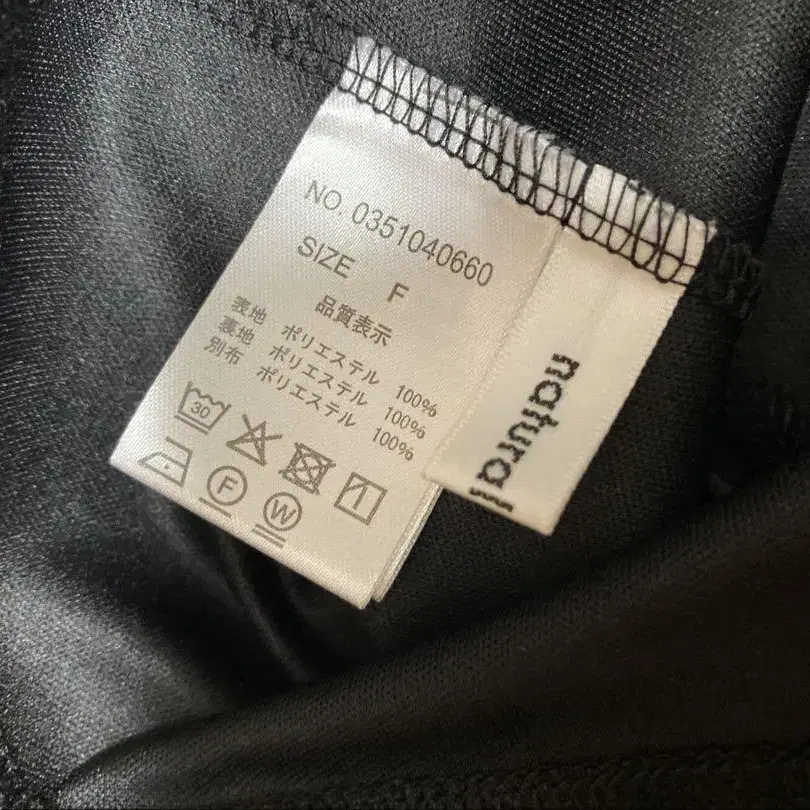 NO. 0351040660
SIZE F
品質表示
表地 ポリエステル 100%
裏地 ポリエステル 100%
別布 ポリエステル 100%
30
F
W
natural